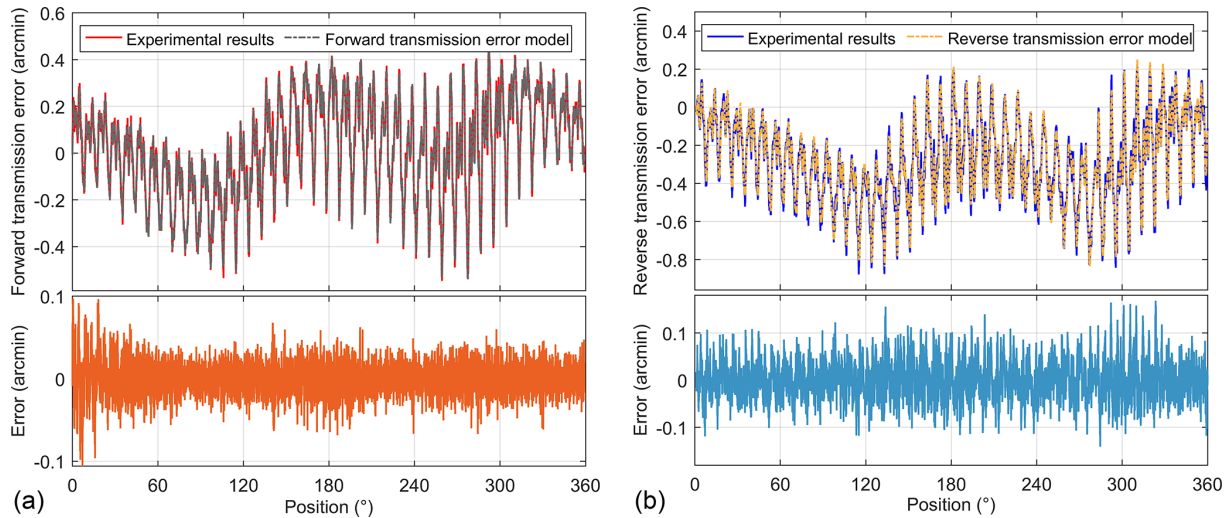 Forward transmission error (arcmin)
0.6
0.4
0.2
0
-0.2
-0.4
Experimental results
Forward transmission error model
Error (arcmin)
0.1
0
-0.1
0
60
120
180
240
300
360
Position (°)
(a)
Reverse transmission error (arcmin)
0.4
0.2
0
-0.2
-0.4
-0.6
-0.8
Experimental results
Reverse transmission error model
Error (arcmin)
0.1
0
-0.1
0
60
120
180
240
300
360
Position (°)
(b)